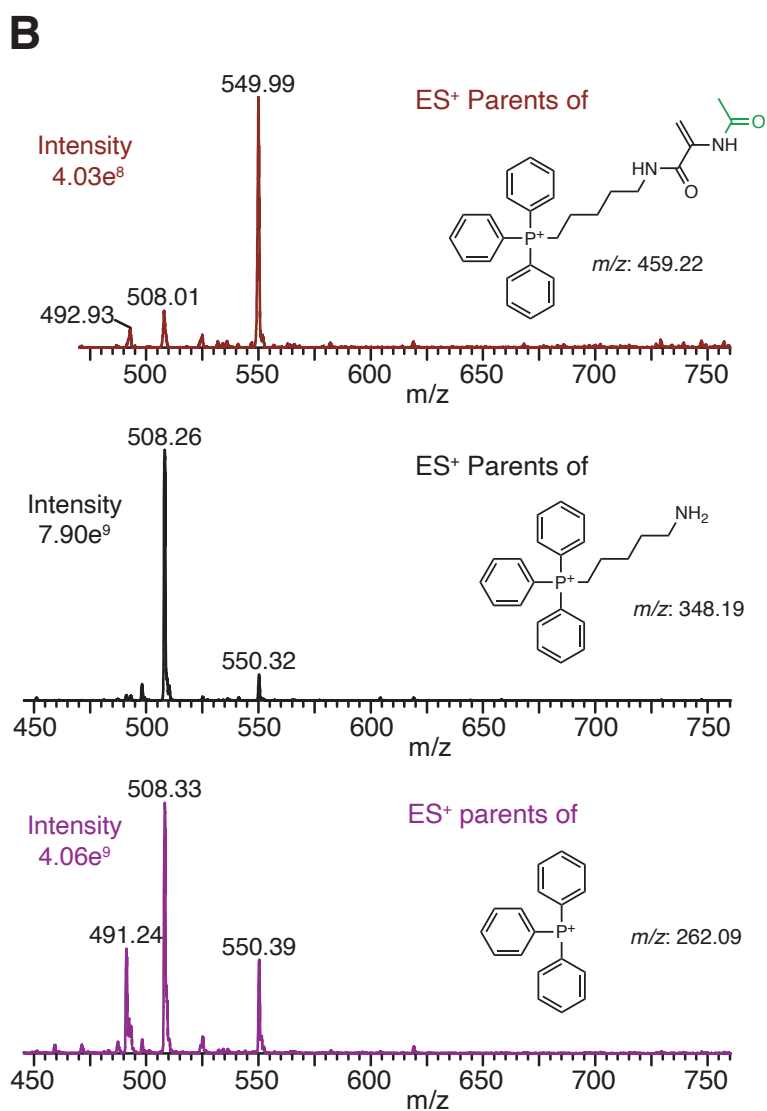 B
549.99
ES⁺ Parents of
Intensity
4.03e⁸
O
NH
HN
O
P⁺
m/z: 459.22
492.93
508.01
500 550 600 650 700 750
m/z
508.26
ES⁺ Parents of
Intensity
7.90e⁹
NH₂
P⁺
m/z: 348.19
550.32
450 500 550 600 650 700 750
m/z
508.33
ES⁺ parents of
Intensity
4.06e⁹
491.24
550.39
P⁺
m/z: 262.09
450 500 550 600 650 700 750
m/z